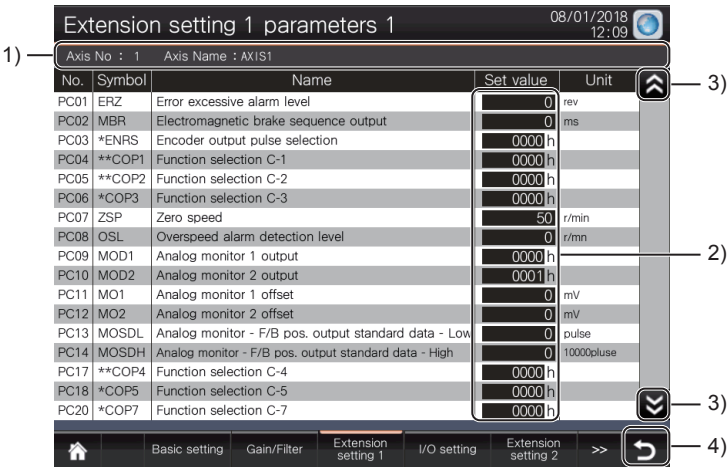 Extension setting 1 parameters 1
08/01/2018
12:09
1)
Axis No : 1 Axis Name : AXIS1
No. Symbol Name Set value Unit
3)
PC01 ERZ Error excessive alarm level 0 rev
PC02 MBR Electromagnetic brake sequence output 0 ms
PC03 *ENRS Encoder output pulse selection 0000 h
PC04 **COP1 Function selection C-1 0000 h
PC05 **COP2 Function selection C-2 0000 h
PC06 *COP3 Function selection C-3 0000 h
PC07 ZSP Zero speed 50 r/min
PC08 OSL Overspeed alarm detection level 0 r/mn
PC09 MOD1 Analog monitor 1 output 0000 h
2)
PC10 MOD2 Analog monitor 2 output 0001 h
PC11 MO1 Analog monitor 1 offset 0 mV
PC12 MO2 Analog monitor 2 offset 0 mV
PC13 MOSDL Analog monitor - F/B pos. output standard data - Low 0 pulse
PC14 MOSDH Analog monitor - F/B pos. output standard data - High 0 10000pluse
PC17 **COP4 Function selection C-4 0000 h
PC18 *COP5 Function selection C-5 0000 h
PC20 *COP7 Function selection C-7 0000 h
3)
Basic setting Gain/Filter Extension setting 1 I/O setting Extension setting 2 >>
4)